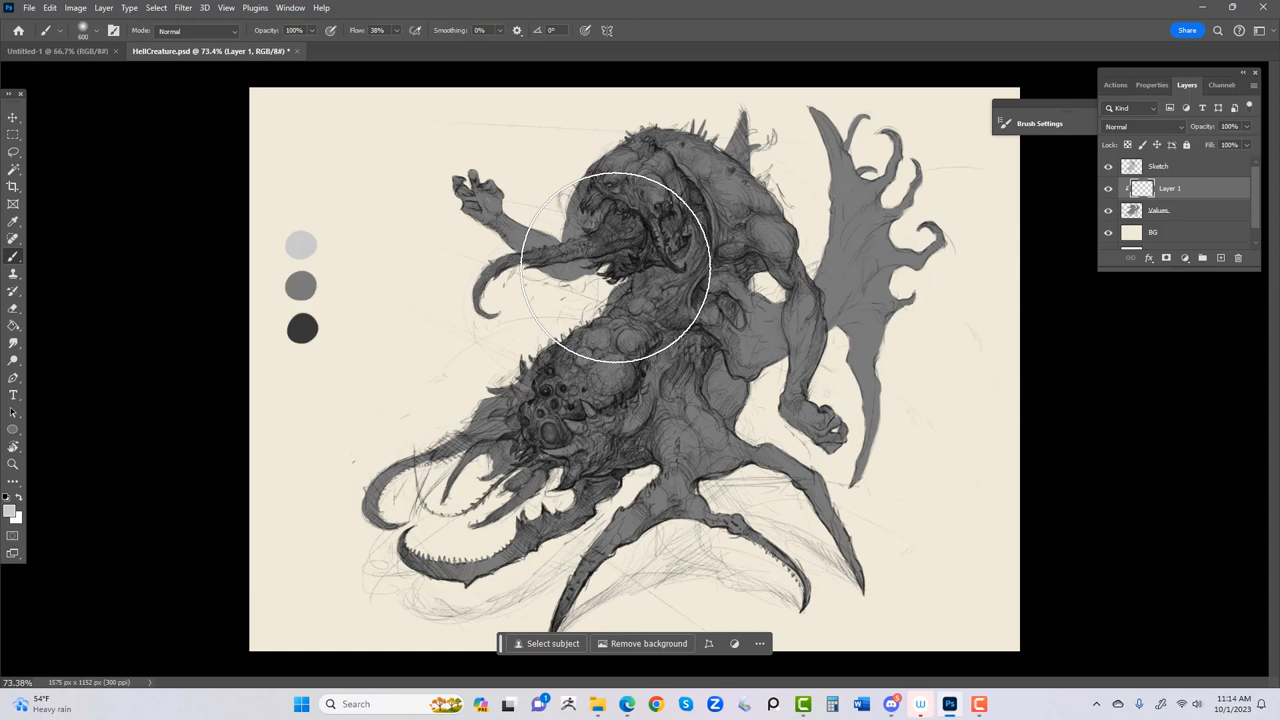 Ps File Edit Image Layer Type Select Filter 3D View Plugins Window Help
600 Mode: Normal Opacity: 100% Flow: 38% Smoothing: 0% 0° Share
Untitled-1 @ 66.7% (RGB/8#) × HellCreature.psd @ 73.4% (Layer 1, RGB/8#) * ×
Actions Properties Layers Channel
Kind
Brush Settings
Normal Opacity: 100%
Lock: Fill: 100%
Sketch
Layer 1
Values
BG
Select subject Remove background
73.38% 1575 px x 1152 px (300 ppi)
54°F
Heavy rain
Search
11:14 AM
10/1/2023